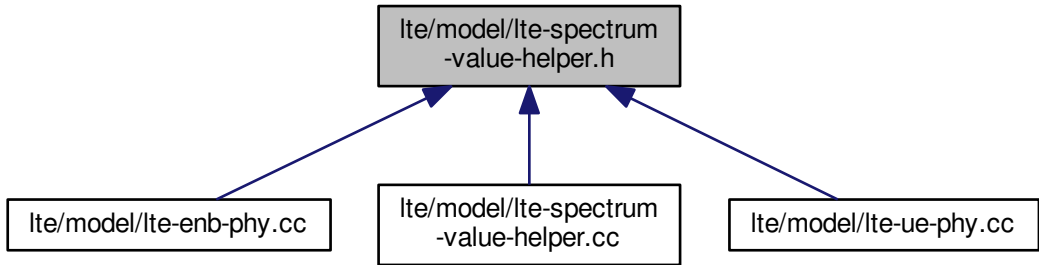 lte/model/lte-spectrum
-value-helper.h
lte/model/lte-enb-phy.cc
lte/model/lte-spectrum
-value-helper.cc
lte/model/lte-ue-phy.cc